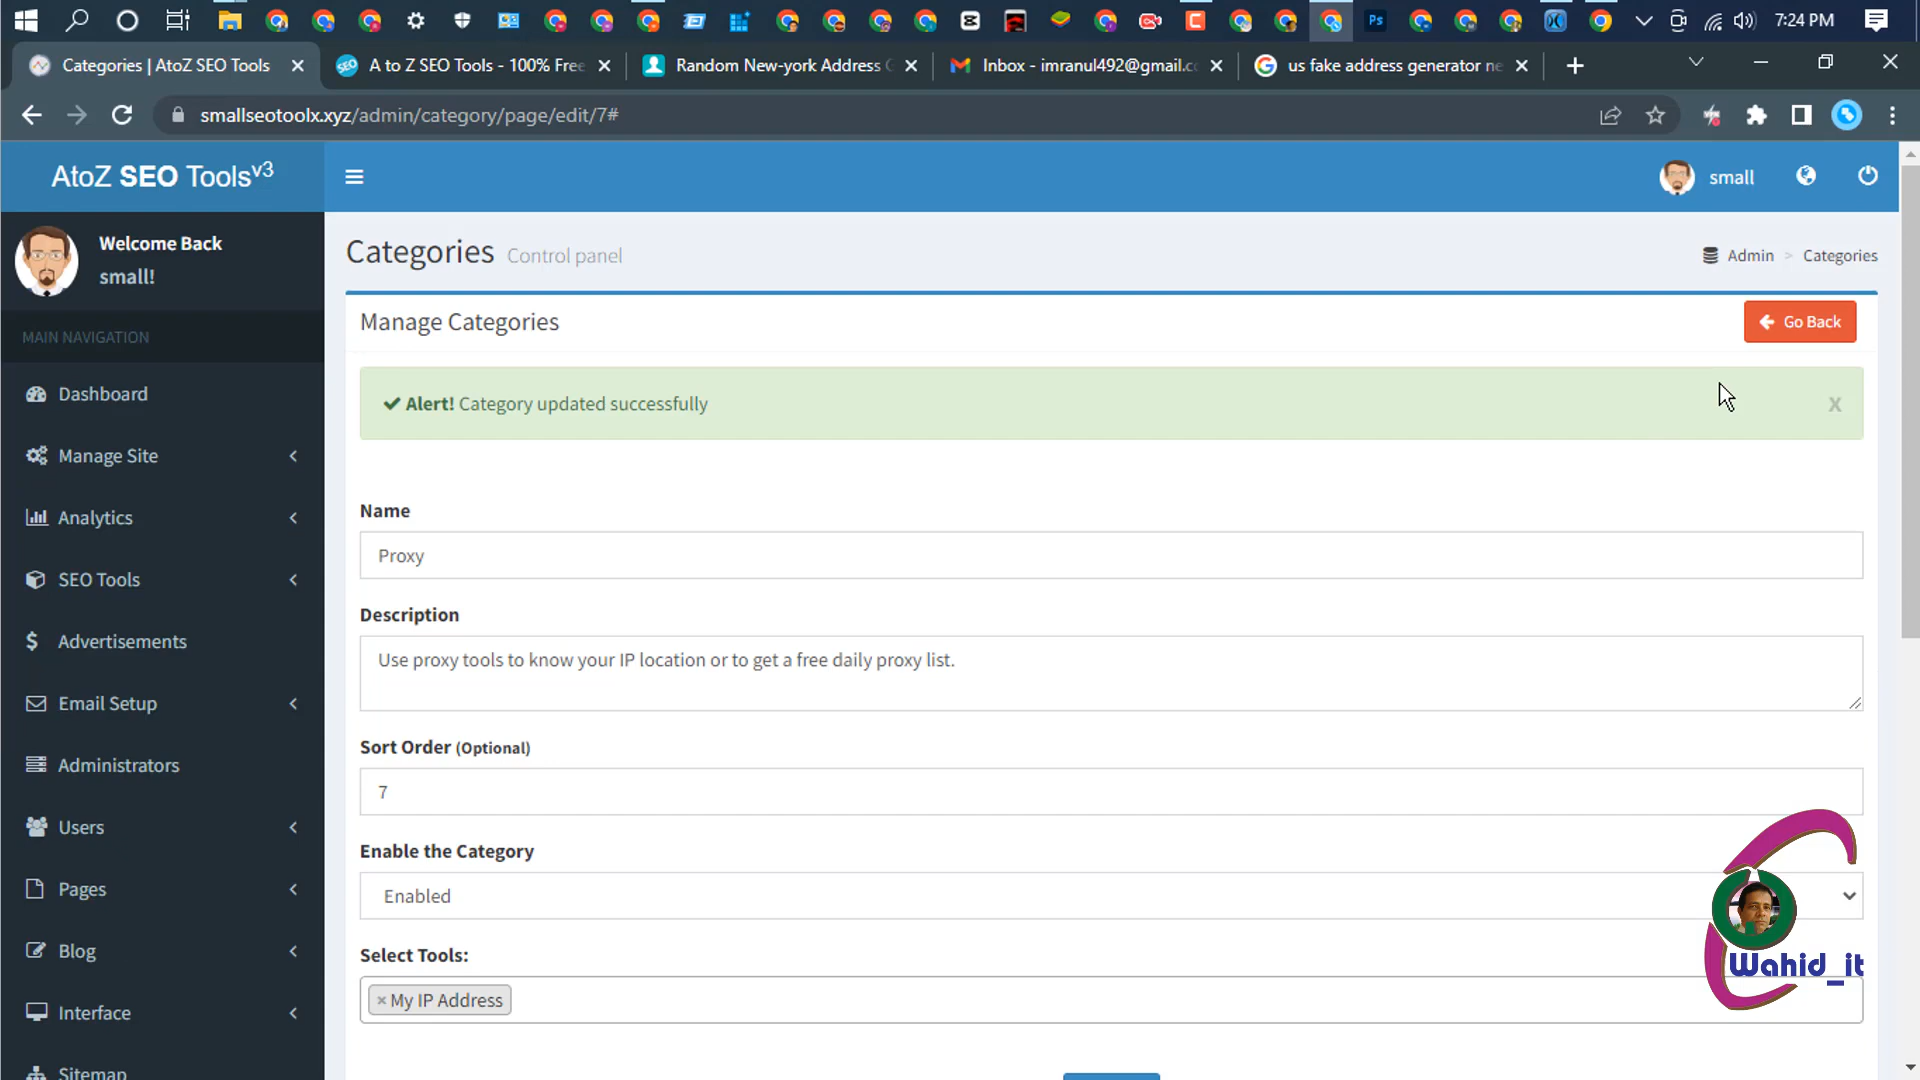 Ps
7:24 PM
Categories | AtoZ SEO Tools
A to Z SEO Tools - 100% Free
Random New-york Address G
Inbox - imranul492@gmail.co
us fake address generator ne
smallseotoolx.xyz/admin/category/page/edit/7#
AtoZ SEO Tools v3
small
Welcome Back
small!
Categories Control panel
Admin > Categories
Manage Categories
Go Back
MAIN NAVIGATION
Alert! Category updated successfully
x
Dashboard
Manage Site
Analytics
SEO Tools
Advertisements
Email Setup
Administrators
Users
Pages
Blog
Interface
Sitemap
Name
Proxy
Description
Use proxy tools to know your IP location or to get a free daily proxy list.
Sort Order (Optional)
7
Enable the Category
Enabled
Select Tools:
× My IP Address
Wahid_it